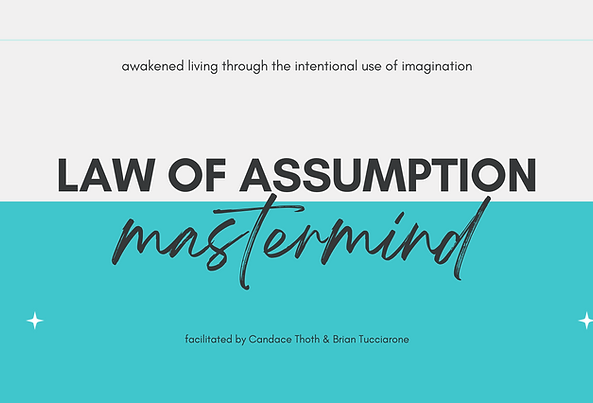 awakened living through the intentional use of imagination
LAW OF ASSUMPTION
mastermind
facilitated by Candace Thoth & Brian Tucciarone